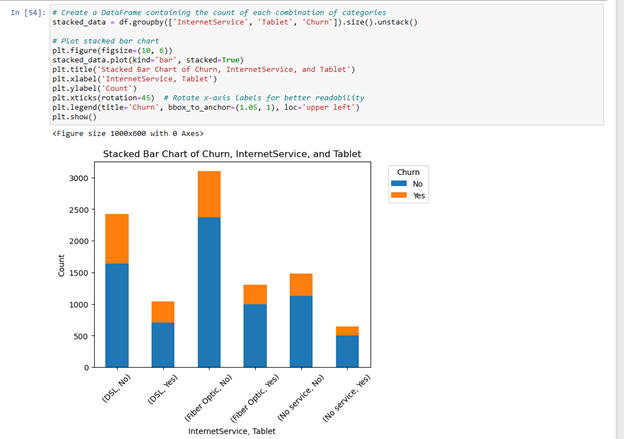 In [54]: # Create a DataFrame containing the count of each combination of categories
stacked_data = df.groupby(['InternetService', 'Tablet', 'Churn']).size().unstack()
# Plot stacked bar chart
plt.figure(figsize=(10, 6))
stacked_data.plot(kind='bar', stacked=True)
plt.title('Stacked Bar Chart of Churn, InternetService, and Tablet')
plt.xlabel('InternetService, Tablet')
plt.ylabel('Count')
plt.xticks(rotation=45)  # Rotate x-axis labels for better readability
plt.legend(title='Churn', bbox_to_anchor=(1.05, 1), loc='upper left')
plt.show()
<Figure size 1000x600 with 0 Axes>
Stacked Bar Chart of Churn, InternetService, and Tablet
Churn
No
Yes
3000
2500
2000
1500
1000
500
0
Count
(DSL, No)
(DSL, Yes)
(Fiber Optic, No)
(Fiber Optic, Yes)
(No service, No)
(No service, Yes)
InternetService, Tablet